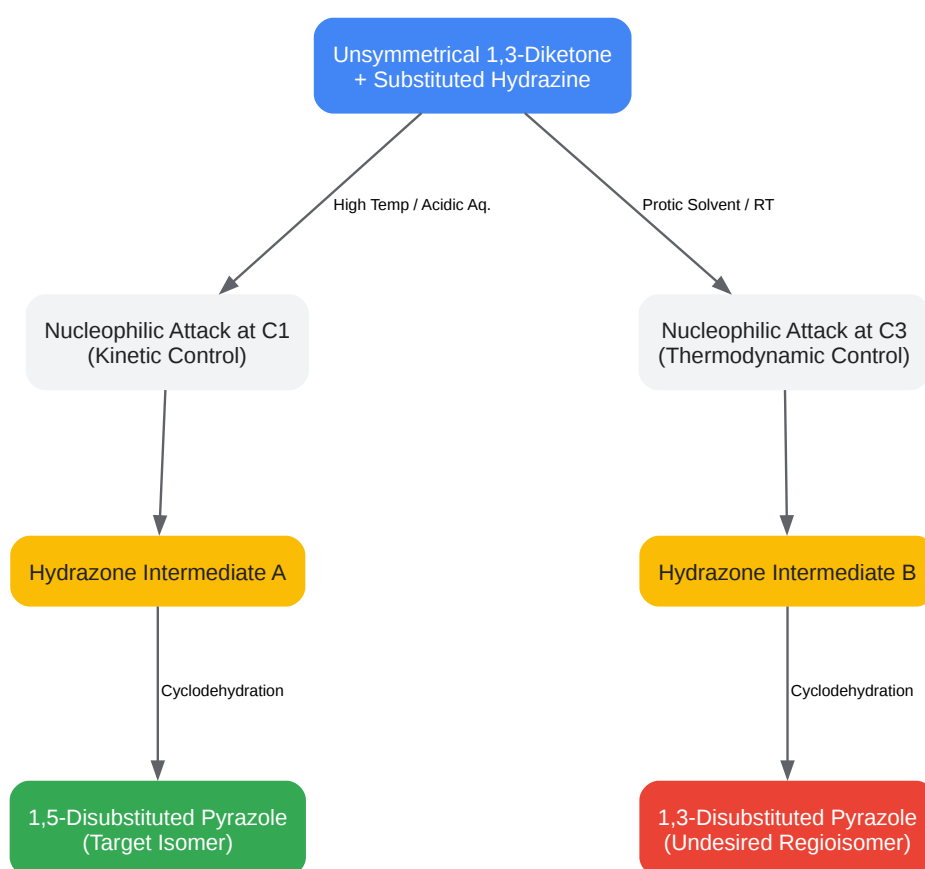 Unsymmetrical 1,3-Diketone
+ Substituted Hydrazine
High Temp / Acidic Aq.
Protic Solvent / RT
Nucleophilic Attack at C1
(Kinetic Control)
Nucleophilic Attack at C3
(Thermodynamic Control)
Hydrazone Intermediate A
Hydrazone Intermediate B
Cyclodehydration
Cyclodehydration
1,5-Disubstituted Pyrazole
(Target Isomer)
1,3-Disubstituted Pyrazole
(Undesired Regioisomer)